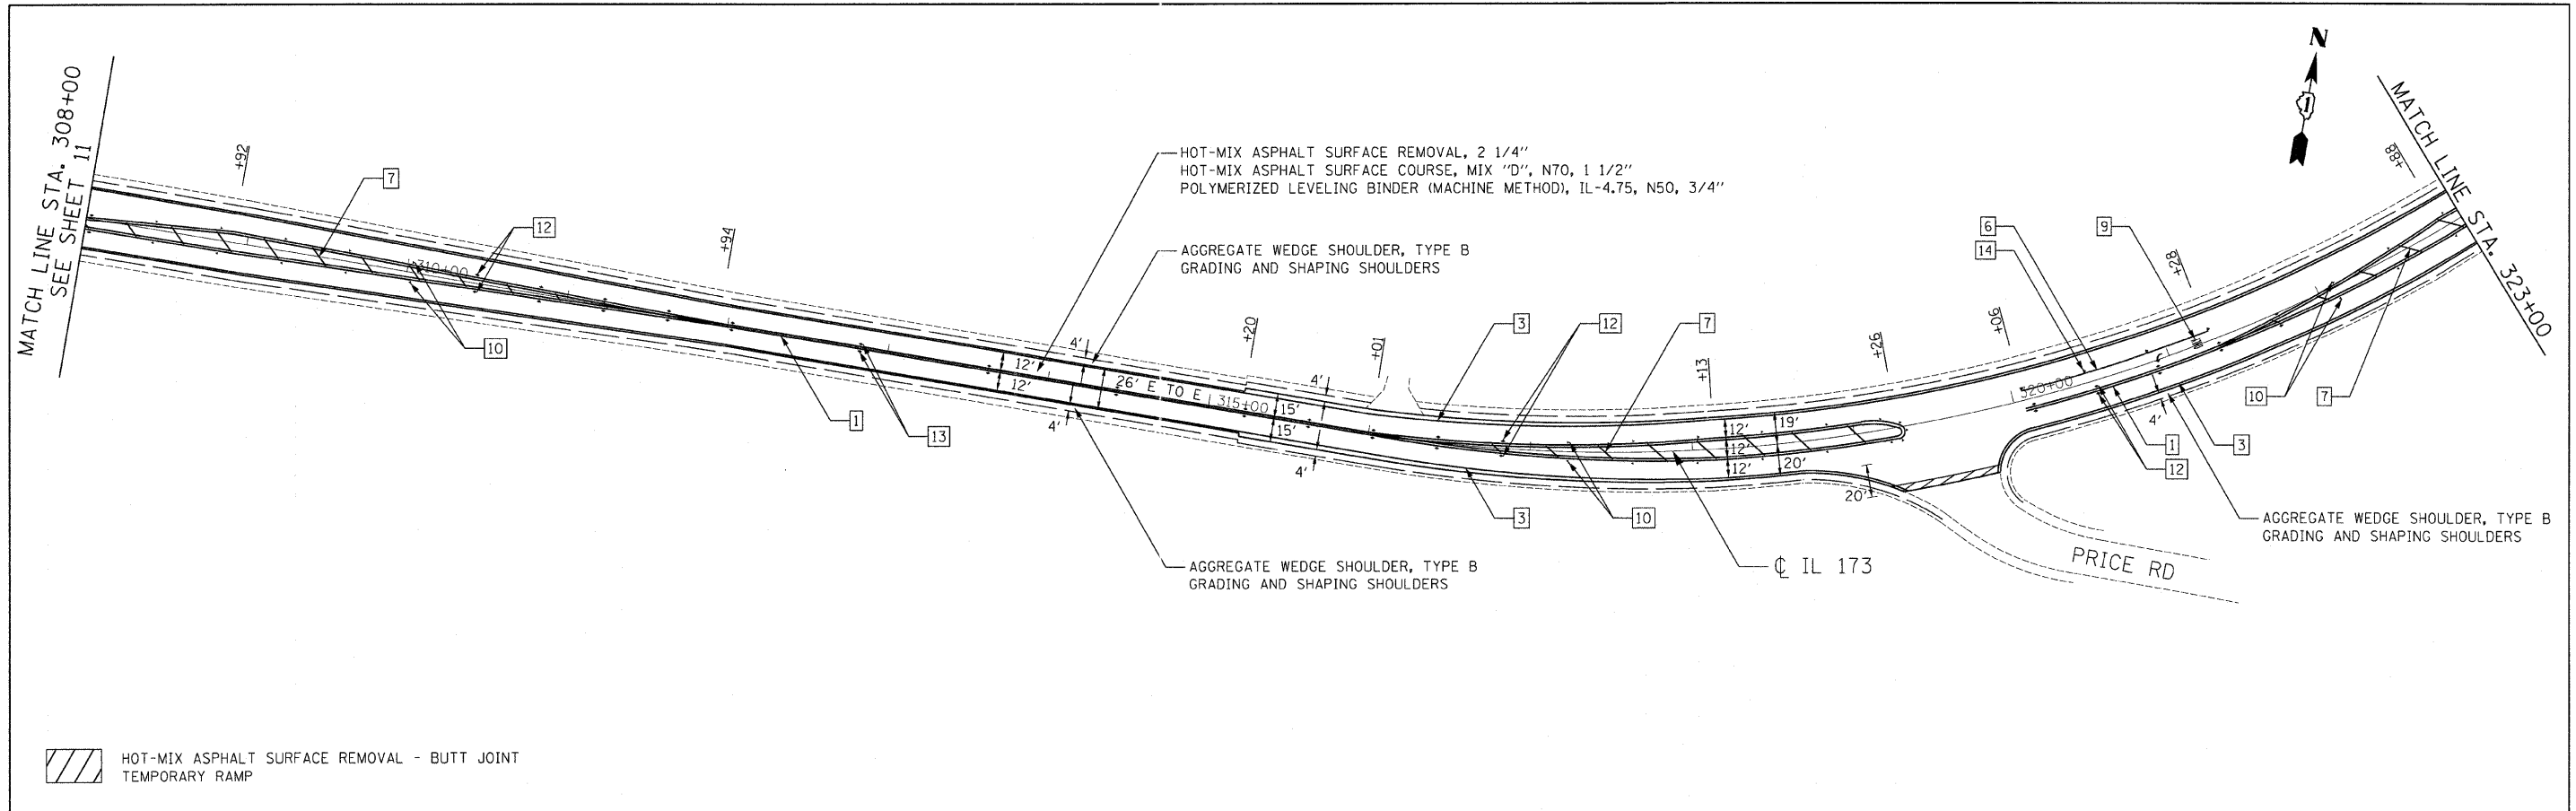 MATCH LINE STA. 308+00
SEE SHEET 11
+92
7
12
310+00
10
+94
HOT-MIX ASPHALT SURFACE REMOVAL, 2 1/4"
HOT-MIX ASPHALT SURFACE COURSE, MIX "D", N70, 1 1/2"
POLYMERIZED LEVELING BINDER (MACHINE METHOD), IL-4.75, N50, 3/4"
AGGREGATE WEDGE SHOULDER, TYPE B
GRADING AND SHAPING SHOULDERS
1
13
4'
12'
12'
26' E TO E
4'
+20
315+00
15'
15'
4'
4'
+01
3
12
7
3
10
+13
12'
12'
12'
19'
20'
+26
20'
℄ IL 173
AGGREGATE WEDGE SHOULDER, TYPE B
GRADING AND SHAPING SHOULDERS
6
14
9
+06
+28
+88
320+00
10
7
4'
1
12
3
AGGREGATE WEDGE SHOULDER, TYPE B
GRADING AND SHAPING SHOULDERS
PRICE RD
N
1
MATCH LINE STA. 323+00
HOT-MIX ASPHALT SURFACE REMOVAL - BUTT JOINT
TEMPORARY RAMP